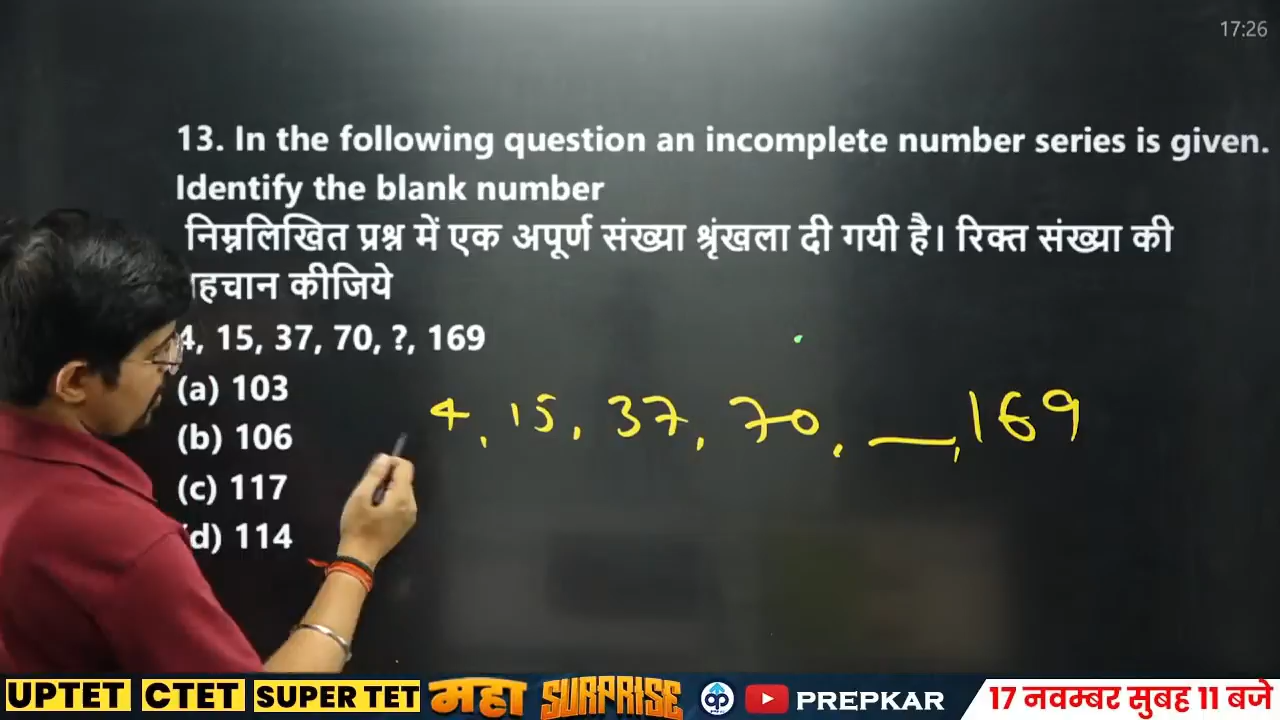 17:26
13. In the following question an incomplete number series is given.
Identify the blank number
निम्नलिखित प्रश्न में एक अपूर्ण संख्या श्रृंखला दी गयी है। रिक्त संख्या की
हचान कीजिये
4, 15, 37, 70, ?, 169
(a) 103
4, 15, 37, 70, __, 169
(b) 106
(c) 117
d) 114
UPTET CTET SUPER TET महा SURPRISE PREPKAR 17 नवम्बर सुबह 11 बजे